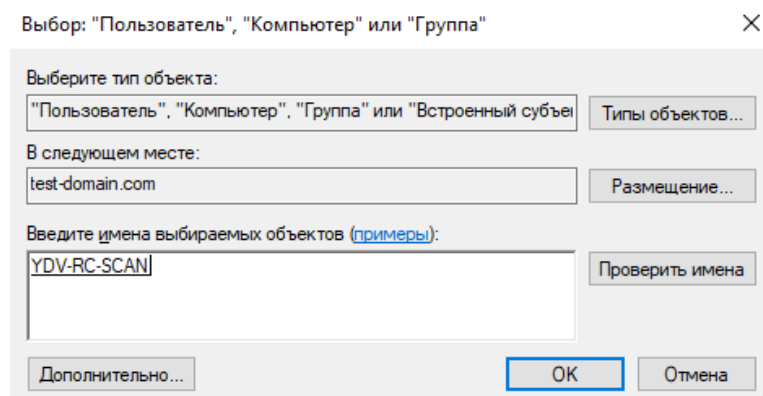 Выбор: "Пользователь", "Компьютер" или "Группа"
Выберите тип объекта:
"Пользователь", "Компьютер", "Группа" или "Встроенный субъе
Типы объектов...
В следующем месте:
test-domain.com
Размещение...
Введите имена выбираемых объектов (примеры):
YDV-RC-SCAN
Проверить имена
Дополнительно...
OK
Отмена